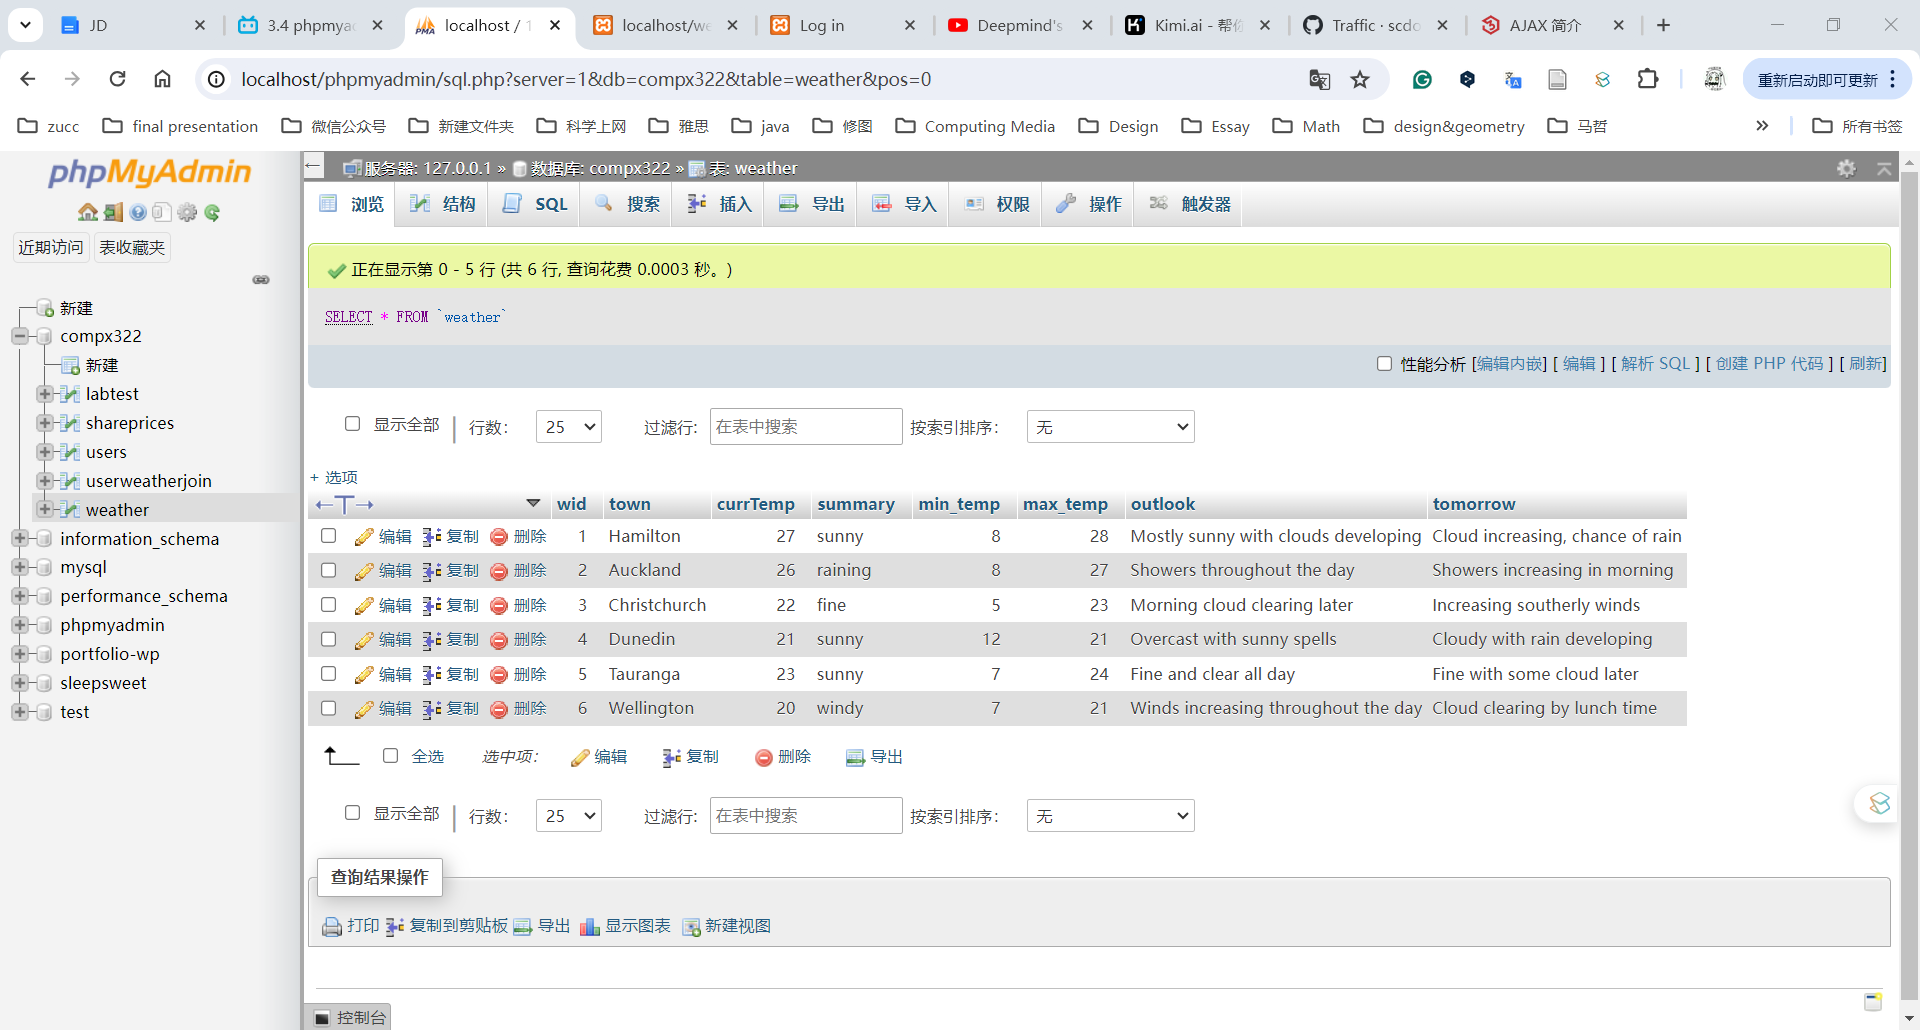 JD
3.4 phpmyad
localhost / 1
localhost/we
Log in
Deepmind's
Kimi.ai - 帮你
Traffic · scdo
AJAX 简介
localhost/phpmyadmin/sql.php?server=1&db=compx322&table=weather&pos=0
重新启动即可更新
zucc
final presentation
微信公众号
新建文件夹
科学上网
雅思
java
修图
Computing Media
Design
Essay
Math
design&geometry
马哲
所有书签
phpMyAdmin
近期访问
表收藏夹
新建
compx322
新建
labtest
shareprices
users
userweatherjoin
weather
information_schema
mysql
performance_schema
phpmyadmin
portfolio-wp
sleepsweet
test
服务器: 127.0.0.1 » 数据库: compx322 » 表: weather
浏览 结构 SQL 搜索 插入 导出 导入 权限 操作 触发器
正在显示第 0 - 5 行 (共 6 行, 查询花费 0.0003 秒。)
SELECT * FROM `weather`
性能分析 [编辑内嵌] [ 编辑 ] [ 解析 SQL ] [ 创建 PHP 代码 ] [ 刷新]
显示全部 | 行数: 25 过滤行: 在表中搜索 按索引排序: 无
+ 选项
←T→ wid town currTemp summary min_temp max_temp outlook tomorrow
编辑 复制 删除 1 Hamilton 27 sunny 8 28 Mostly sunny with clouds developing Cloud increasing, chance of rain
编辑 复制 删除 2 Auckland 26 raining 8 27 Showers throughout the day Showers increasing in morning
编辑 复制 删除 3 Christchurch 22 fine 5 23 Morning cloud clearing later Increasing southerly winds
编辑 复制 删除 4 Dunedin 21 sunny 12 21 Overcast with sunny spells Cloudy with rain developing
编辑 复制 删除 5 Tauranga 23 sunny 7 24 Fine and clear all day Fine with some cloud later
编辑 复制 删除 6 Wellington 20 windy 7 21 Winds increasing throughout the day Cloud clearing by lunch time
全选 选中项: 编辑 复制 删除 导出
显示全部 | 行数: 25 过滤行: 在表中搜索 按索引排序: 无
查询结果操作
打印 复制到剪贴板 导出 显示图表 新建视图
控制台